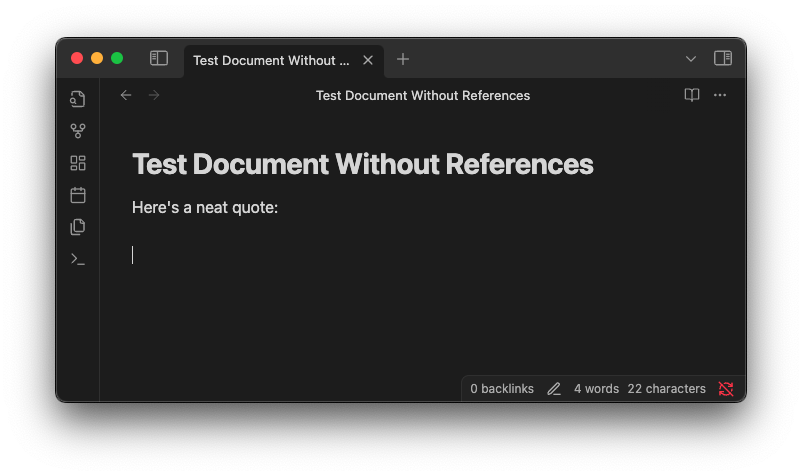 Test Document Without ...
Test Document Without References
Test Document Without References
Here's a neat quote:
0 backlinks 4 words 22 characters